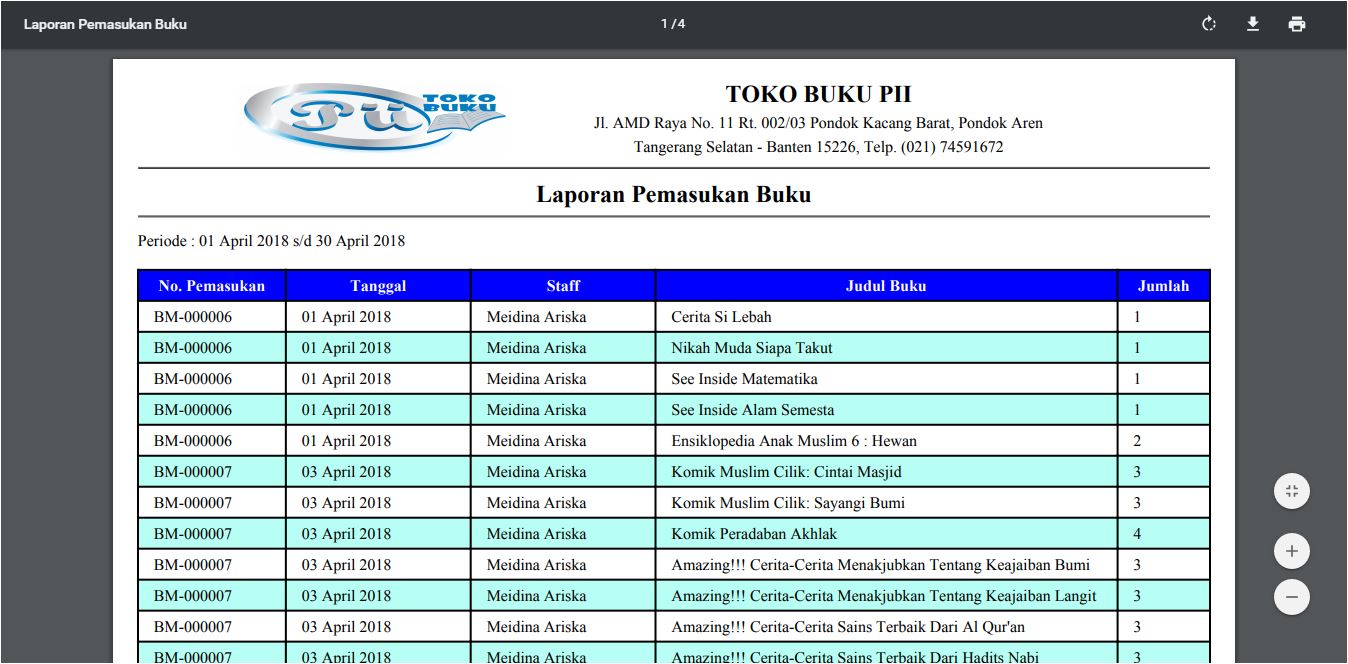 Laporan Pemasukan Buku
1 / 4
Pii TOKO
BUKU
TOKO BUKU PII
Jl. AMD Raya No. 11 Rt. 002/03 Pondok Kacang Barat, Pondok Aren
Tangerang Selatan - Banten 15226, Telp. (021) 74591672
Laporan Pemasukan Buku
Periode : 01 April 2018 s/d 30 April 2018
No. Pemasukan Tanggal Staff Judul Buku Jumlah
BM-000006 01 April 2018 Meidina Ariska Cerita Si Lebah 1
BM-000006 01 April 2018 Meidina Ariska Nikah Muda Siapa Takut 1
BM-000006 01 April 2018 Meidina Ariska See Inside Matematika 1
BM-000006 01 April 2018 Meidina Ariska See Inside Alam Semesta 1
BM-000006 01 April 2018 Meidina Ariska Ensiklopedia Anak Muslim 6 : Hewan 2
BM-000007 03 April 2018 Meidina Ariska Komik Muslim Cilik: Cintai Masjid 3
BM-000007 03 April 2018 Meidina Ariska Komik Muslim Cilik: Sayangi Bumi 3
BM-000007 03 April 2018 Meidina Ariska Komik Peradaban Akhlak 4
BM-000007 03 April 2018 Meidina Ariska Amazing!!! Cerita-Cerita Menakjubkan Tentang Keajaiban Bumi 3
BM-000007 03 April 2018 Meidina Ariska Amazing!!! Cerita-Cerita Menakjubkan Tentang Keajaiban Langit 3
BM-000007 03 April 2018 Meidina Ariska Amazing!!! Cerita-Cerita Sains Terbaik Dari Al Qur'an 3
BM-000007 03 April 2018 Meidina Ariska Amazing!!! Cerita-Cerita Sains Terbaik Dari Hadits Nabi 3